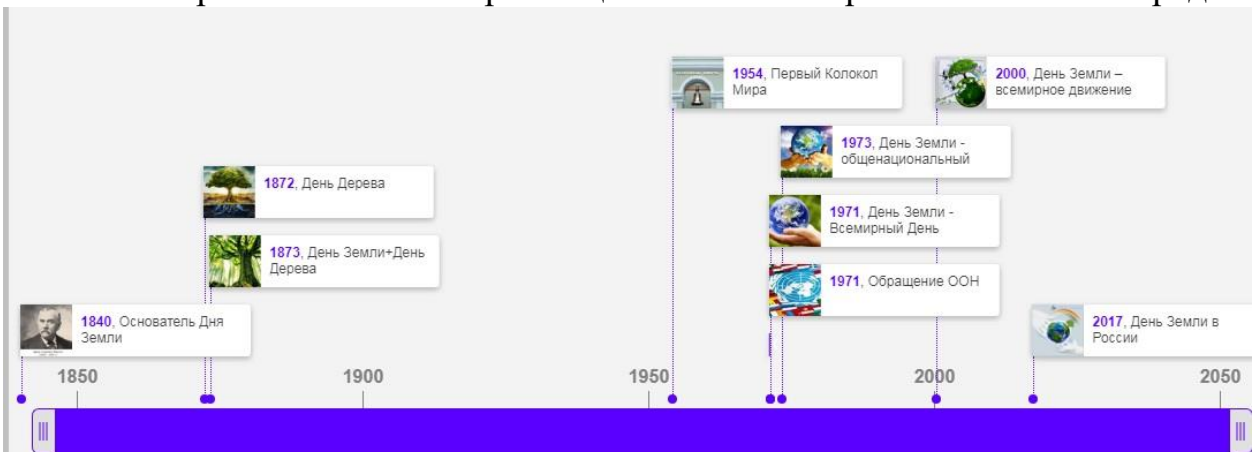 1954, Первый Колокол
Мира
2000, День Земли –
всемирное движение
1973, День Земли -
общенациональный
1872, День Дерева
1971, День Земли -
Всемирный День
1873, День Земли+День
Дерева
1971, Обращение ООН
1840, Основатель Дня
Земли
2017, День Земли в
России
1850
1900
1950
2000
2050